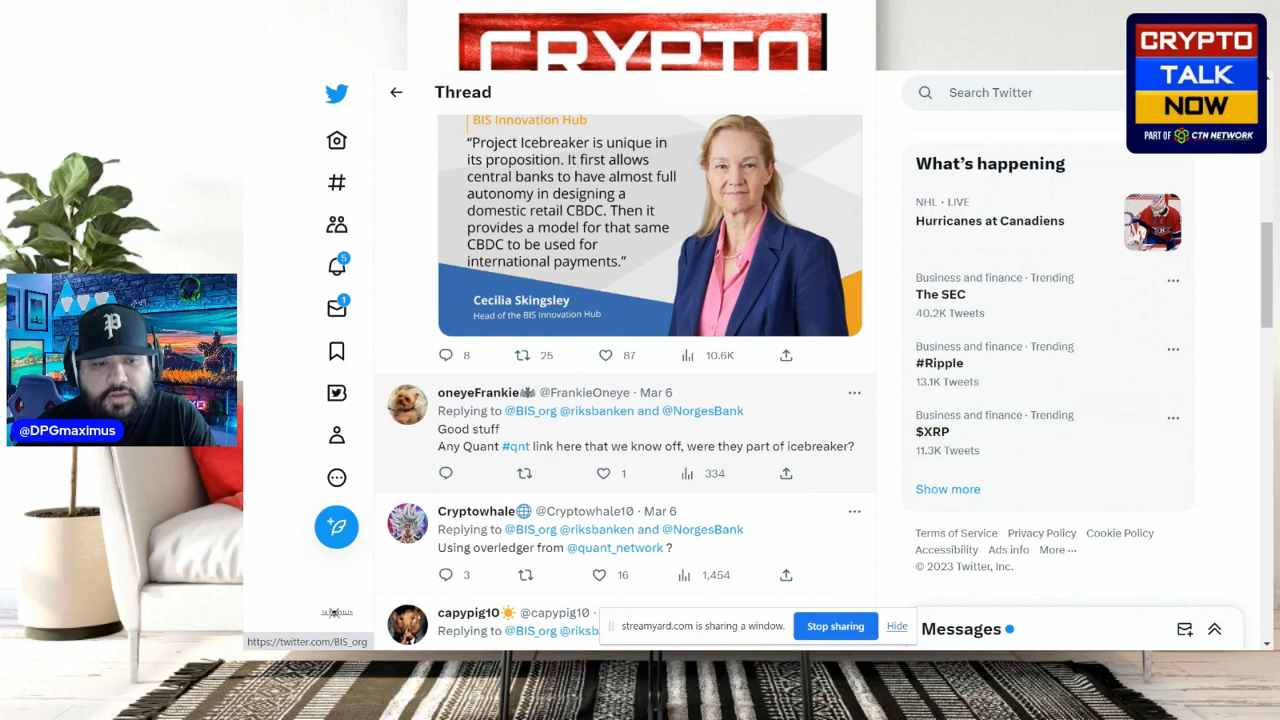 CRYPTO
CRYPTO
TALK
NOW
PART OF CTN NETWORK
Thread
Search Twitter
BIS Innovation Hub
“Project Icebreaker is unique in
its proposition. It first allows
central banks to have almost full
autonomy in designing a
domestic retail CBDC. Then it
provides a model for that same
CBDC to be used for
international payments.”
Cecilia Skingsley
Head of the BIS Innovation Hub
8 25 87 10.6K
oneyeFrankie @FrankieOneye · Mar 6
Replying to @BIS_org @riksbanken and @NorgesBank
Good stuff
Any Quant #qnt link here that we know off, were they part of icebreaker?
1 334
Cryptowhale @Cryptowhale10 · Mar 6
Replying to @BIS_org @riksbanken and @NorgesBank
Using overledger from @quant_network ?
3 16 1,454
capypig10 @capypig10 ·
Replying to @BIS_org @riksb
What’s happening
NHL · LIVE
Hurricanes at Canadiens
Business and finance · Trending
The SEC
40.2K Tweets
Business and finance · Trending
#Ripple
13.1K Tweets
Business and finance · Trending
$XRP
11.3K Tweets
Show more
Terms of Service Privacy Policy Cookie Policy
Accessibility Ads info More ···
© 2023 Twitter, Inc.
Messages
5
1
P
@DPGmaximus
streamyard.com is sharing a window.
Stop sharing
Hide
https://twitter.com/BIS_org